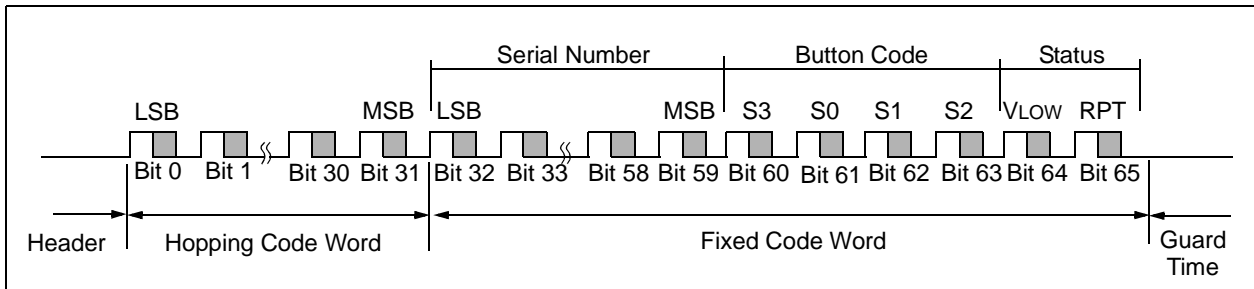 Serial Number Button Code Status
LSB MSB LSB MSB S3 S0 S1 S2 VLOW RPT
Bit 0 Bit 1 Bit 30 Bit 31 Bit 32 Bit 33 Bit 58 Bit 59 Bit 60 Bit 61 Bit 62 Bit 63 Bit 64 Bit 65
Header Hopping Code Word Fixed Code Word Guard
Time